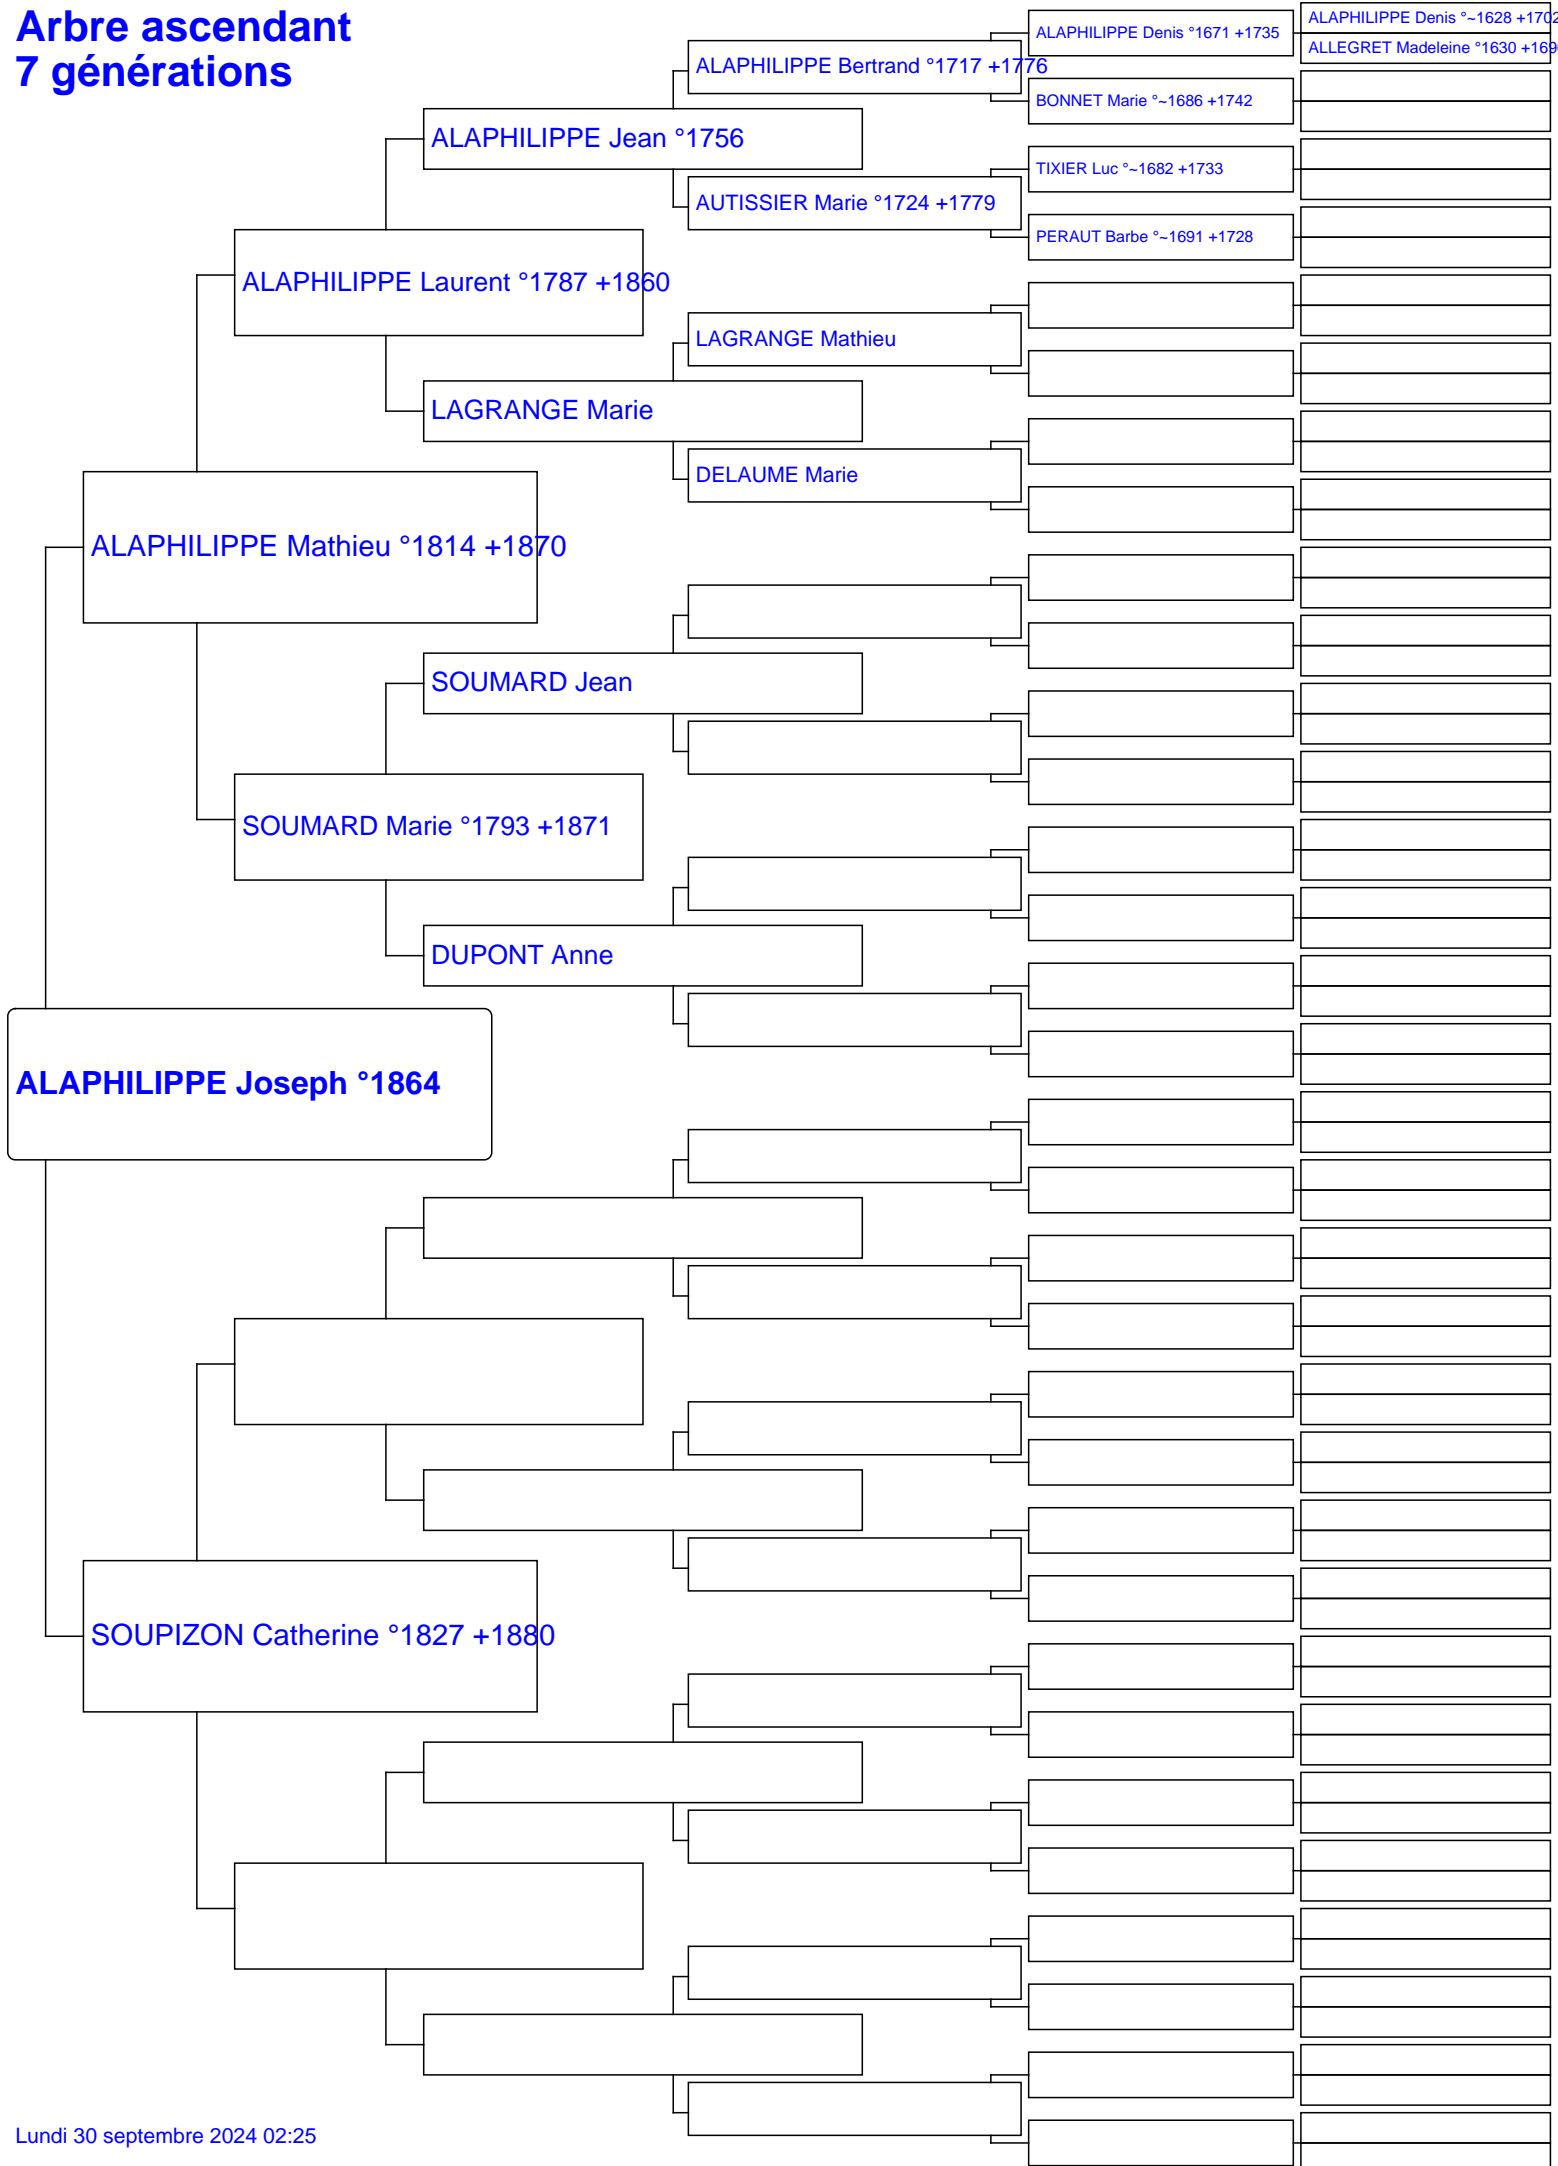 Arbre ascendant
7 générations
ALAPHILIPPE Denis °1671 +1735
ALAPHILIPPE Denis °~1628 +1702
ALLEGRET Madeleine °1630 +169
ALAPHILIPPE Bertrand °1717 +1776
BONNET Marie °~1686 +1742
ALAPHILIPPE Jean °1756
TIXIER Luc °~1682 +1733
AUTISSIER Marie °1724 +1779
PERAUT Barbe °~1691 +1728
ALAPHILIPPE Laurent °1787 +1860
LAGRANGE Mathieu
LAGRANGE Marie
DELAUME Marie
ALAPHILIPPE Mathieu °1814 +1870
SOUMARD Jean
SOUMARD Marie °1793 +1871
DUPONT Anne
ALAPHILIPPE Joseph °1864
SOUPIZON Catherine °1827 +1880
Lundi 30 septembre 2024 02:25